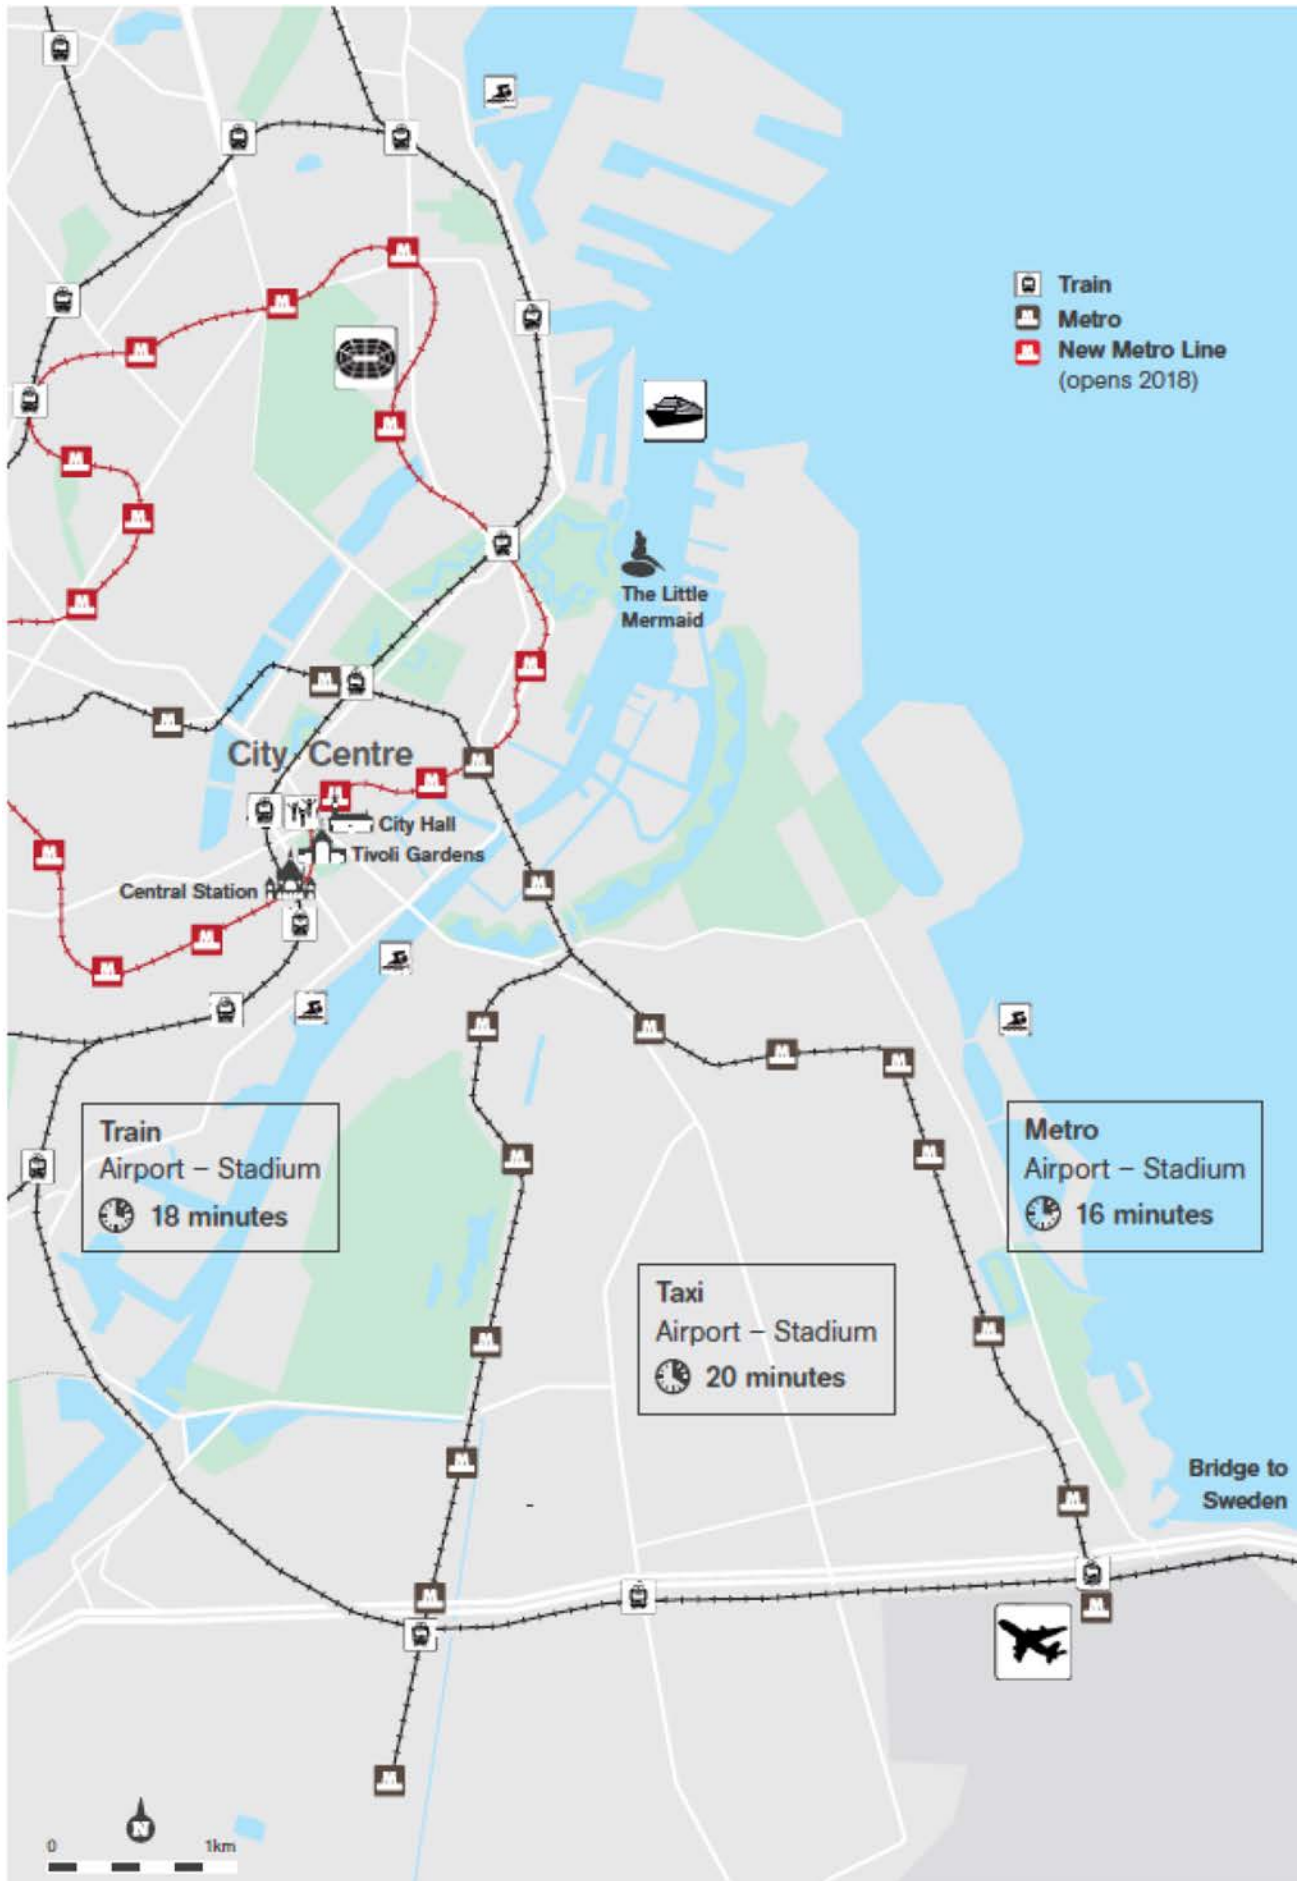 Train
Metro
New Metro Line
(opens 2018)
The Little
Mermaid
City Centre
City Hall
Tivoli Gardens
Central Station
Train
Airport – Stadium
18 minutes
Metro
Airport – Stadium
16 minutes
Taxi
Airport – Stadium
20 minutes
Bridge to
Sweden
N
0 1km